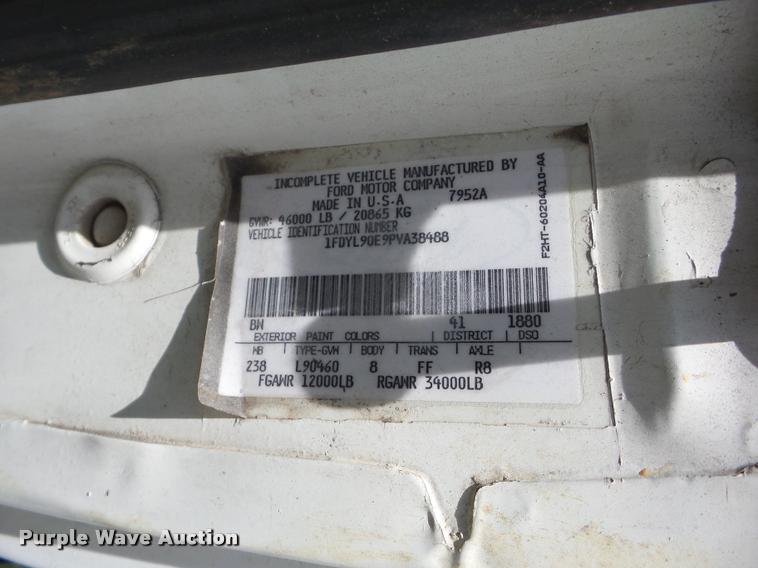 INCOMPLETE VEHICLE MANUFACTURED BY
FORD MOTOR COMPANY
MADE IN U.S.A 7952A
GVWR: 46000 LB / 20865 KG
VEHICLE IDENTIFICATION NUMBER
1FDYL90E9PVA38488
BW 41 1880
EXTERIOR PAINT COLORS DISTRICT DSO
WB TYPE-GVW BODY TRANS AXLE
238 L90460 8 FF R8
FGAWR 12000LB RGAWR 34000LB
F2HT-60204A10-AA
Purple Wave Auction